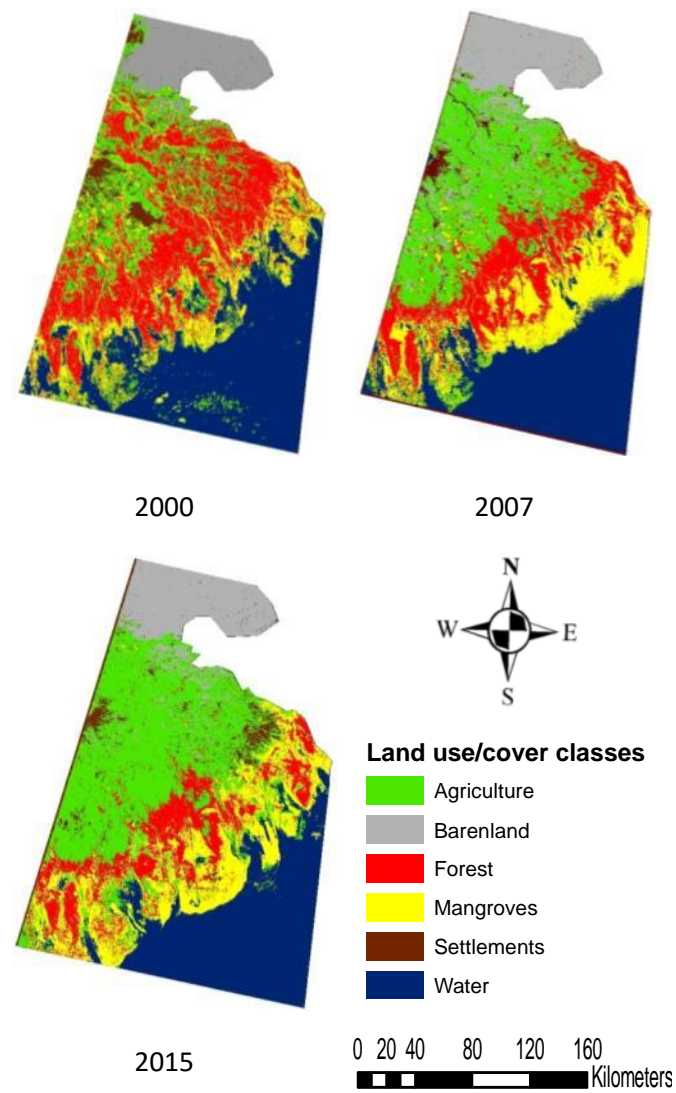 2000
2007
N
W
E
S
Land use/cover classes
Agriculture
Barenland
Forest
Mangroves
Settlements
Water
2015
0 20 40 80 120 160
Kilometers